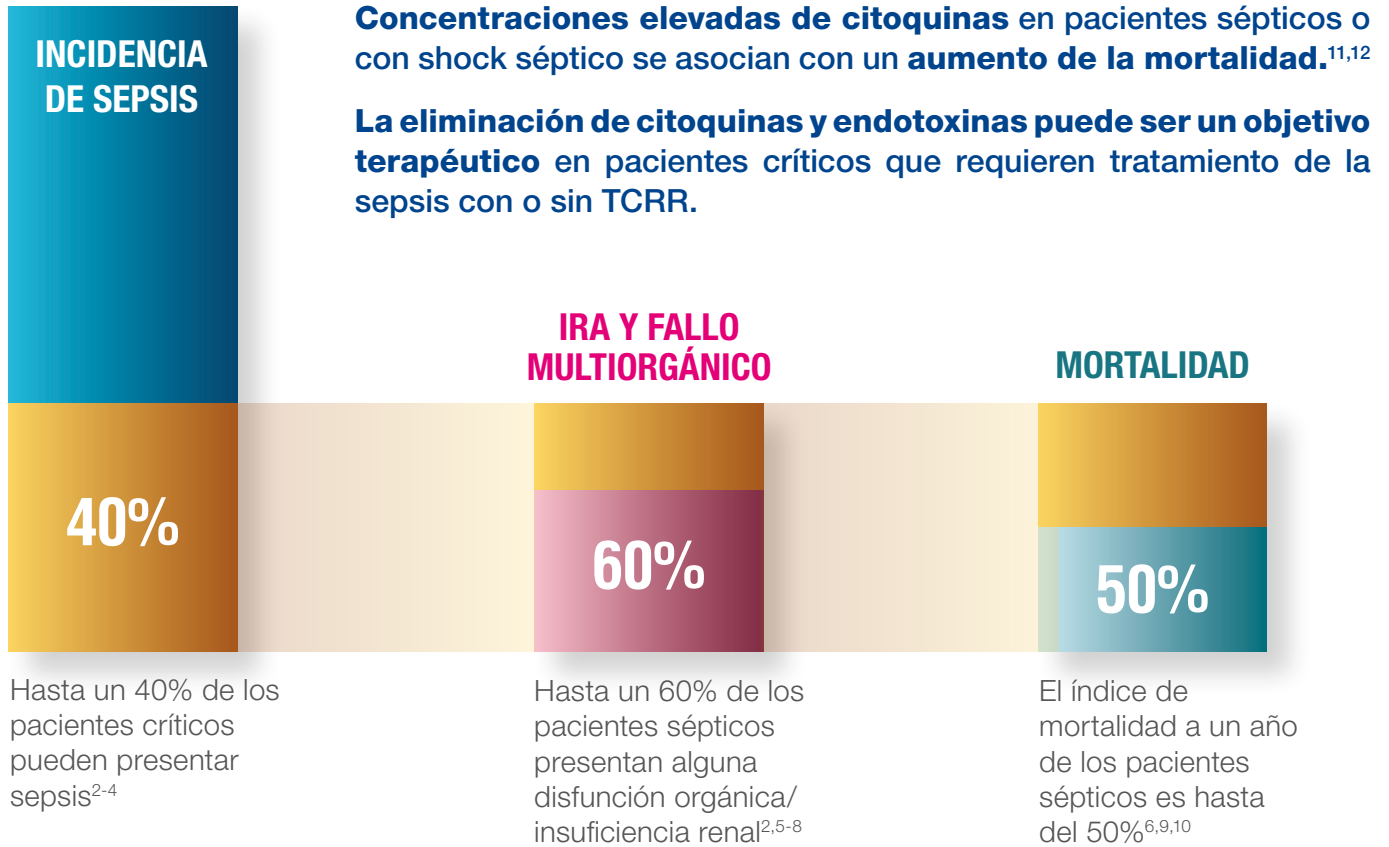 INCIDENCIA
DE SEPSIS
Concentraciones elevadas de citoquinas en pacientes sépticos o
con shock séptico se asocian con un aumento de la mortalidad.11,12
La eliminación de citoquinas y endotoxinas puede ser un objetivo
terapéutico en pacientes críticos que requieren tratamiento de la
sepsis con o sin TCRR.
IRA Y FALLO
MULTIORGÁNICO
MORTALIDAD
40%
60%
50%
Hasta un 40% de los
pacientes críticos
pueden presentar
sepsis2-4
Hasta un 60% de los
pacientes sépticos
presentan alguna
disfunción orgánica/
insuficiencia renal2,5-8
El índice de
mortalidad a un año
de los pacientes
sépticos es hasta
del 50%6,9,10